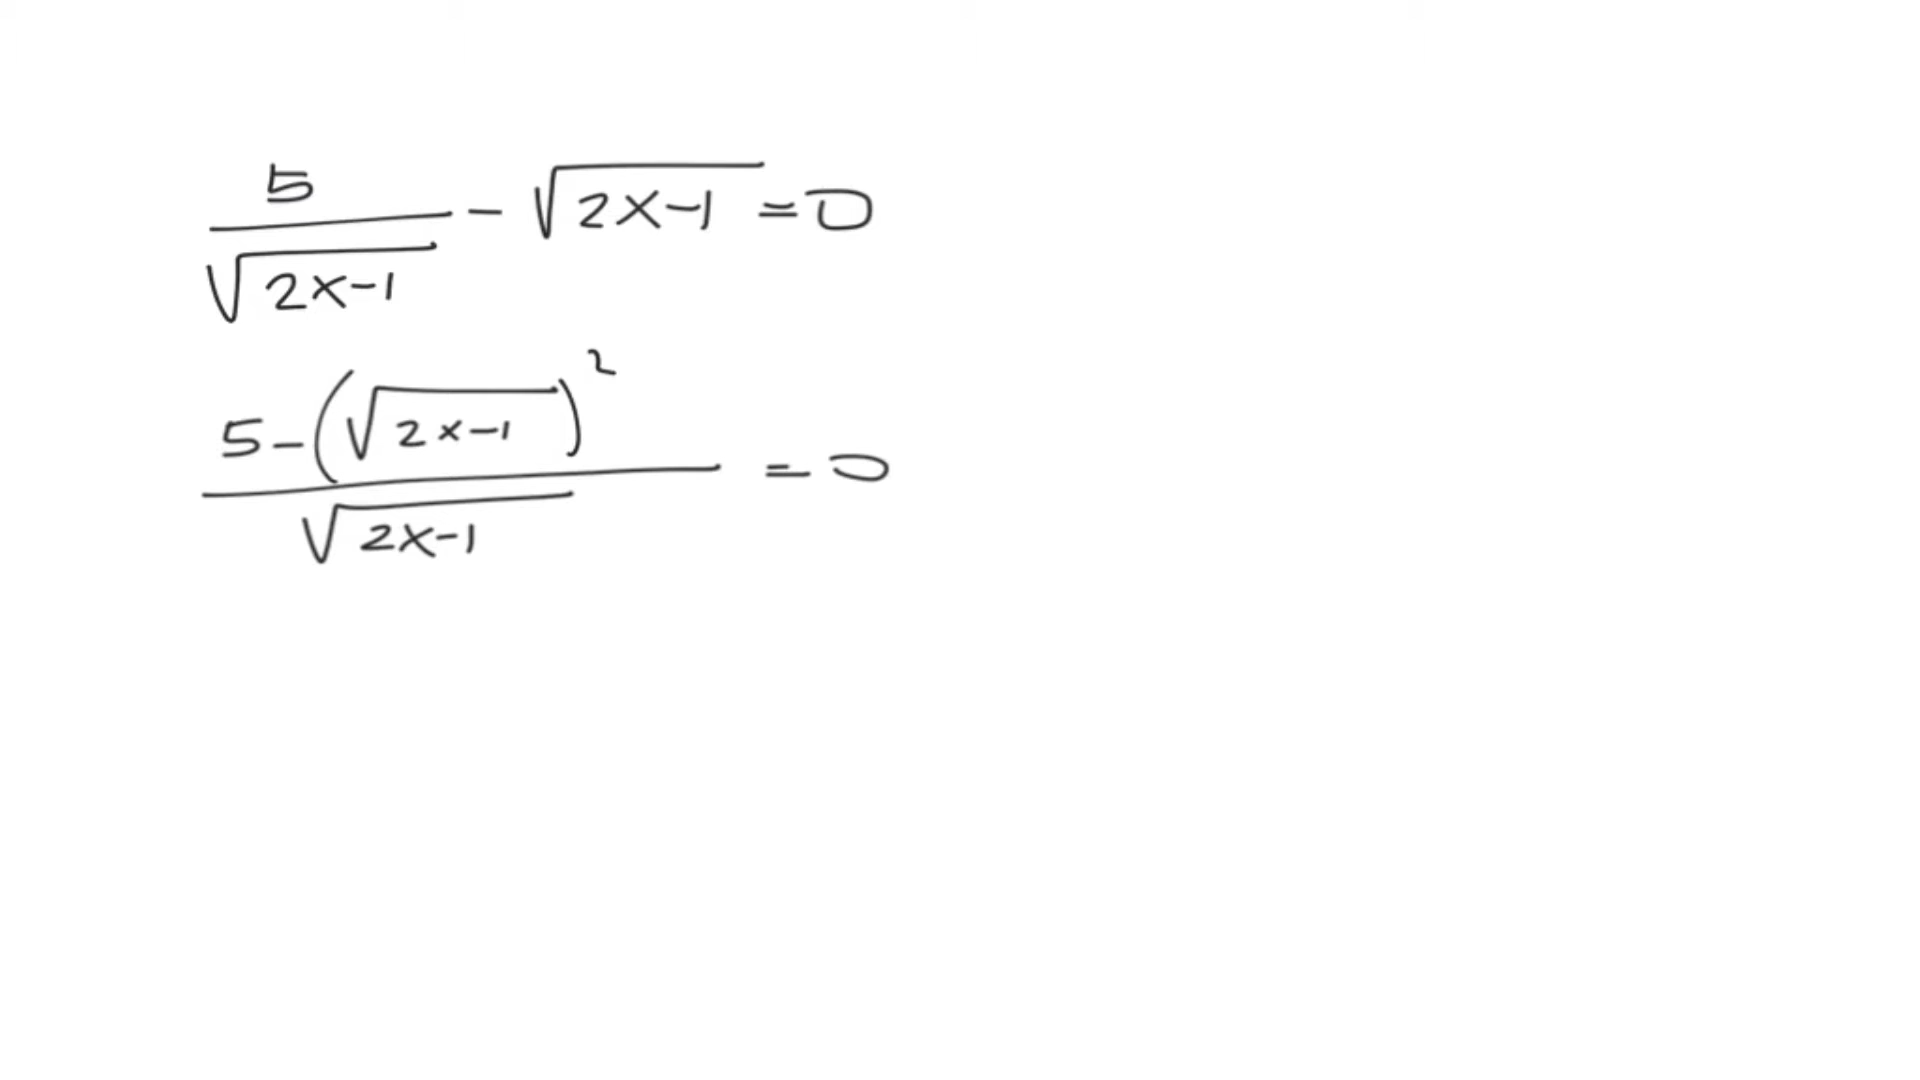 5/√(2x-1) - √(2x-1) = 0
(5-(√(2x-1))²)/√(2x-1) = 0